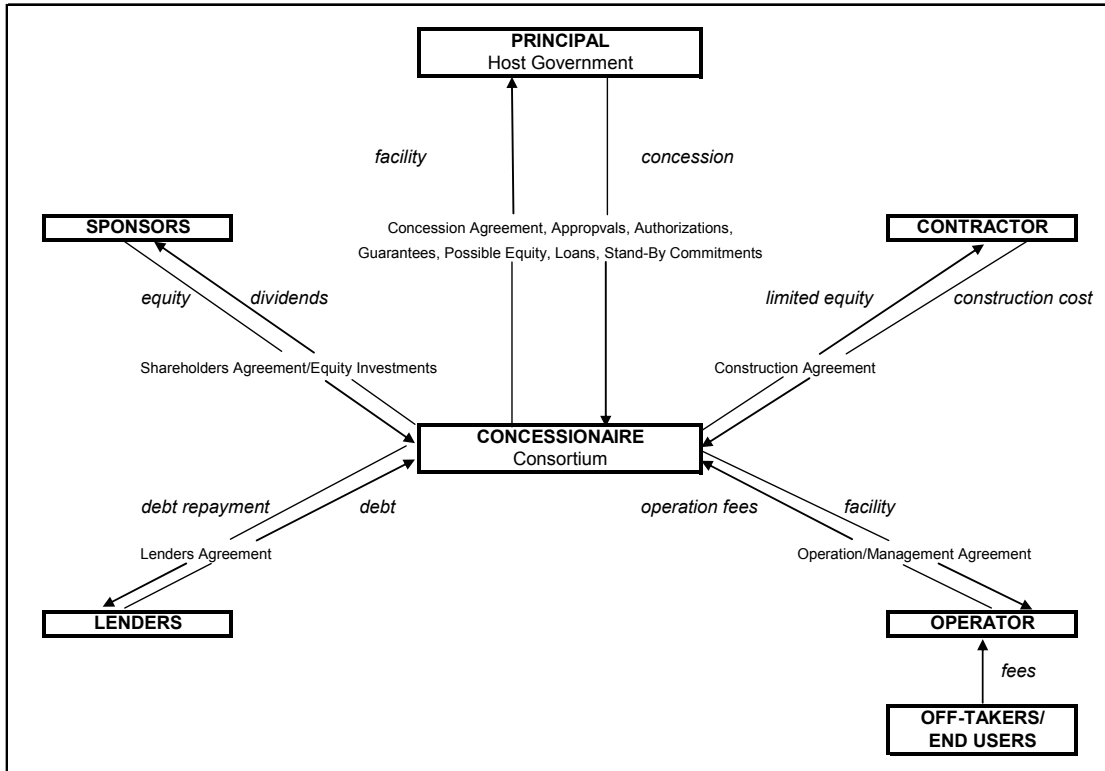 PRINCIPAL
Host Government
facility
concession
Concession Agreement, Appropvals, Authorizations,
Guarantees, Possible Equity, Loans, Stand-By Commitments
SPONSORS
CONTRACTOR
equity
dividends
limited equity
construction cost
Shareholders Agreement/Equity Investments
Construction Agreement
CONCESSIONAIRE
Consortium
debt repayment
debt
operation fees
facility
Lenders Agreement
Operation/Management Agreement
LENDERS
OPERATOR
fees
OFF-TAKERS/
END USERS